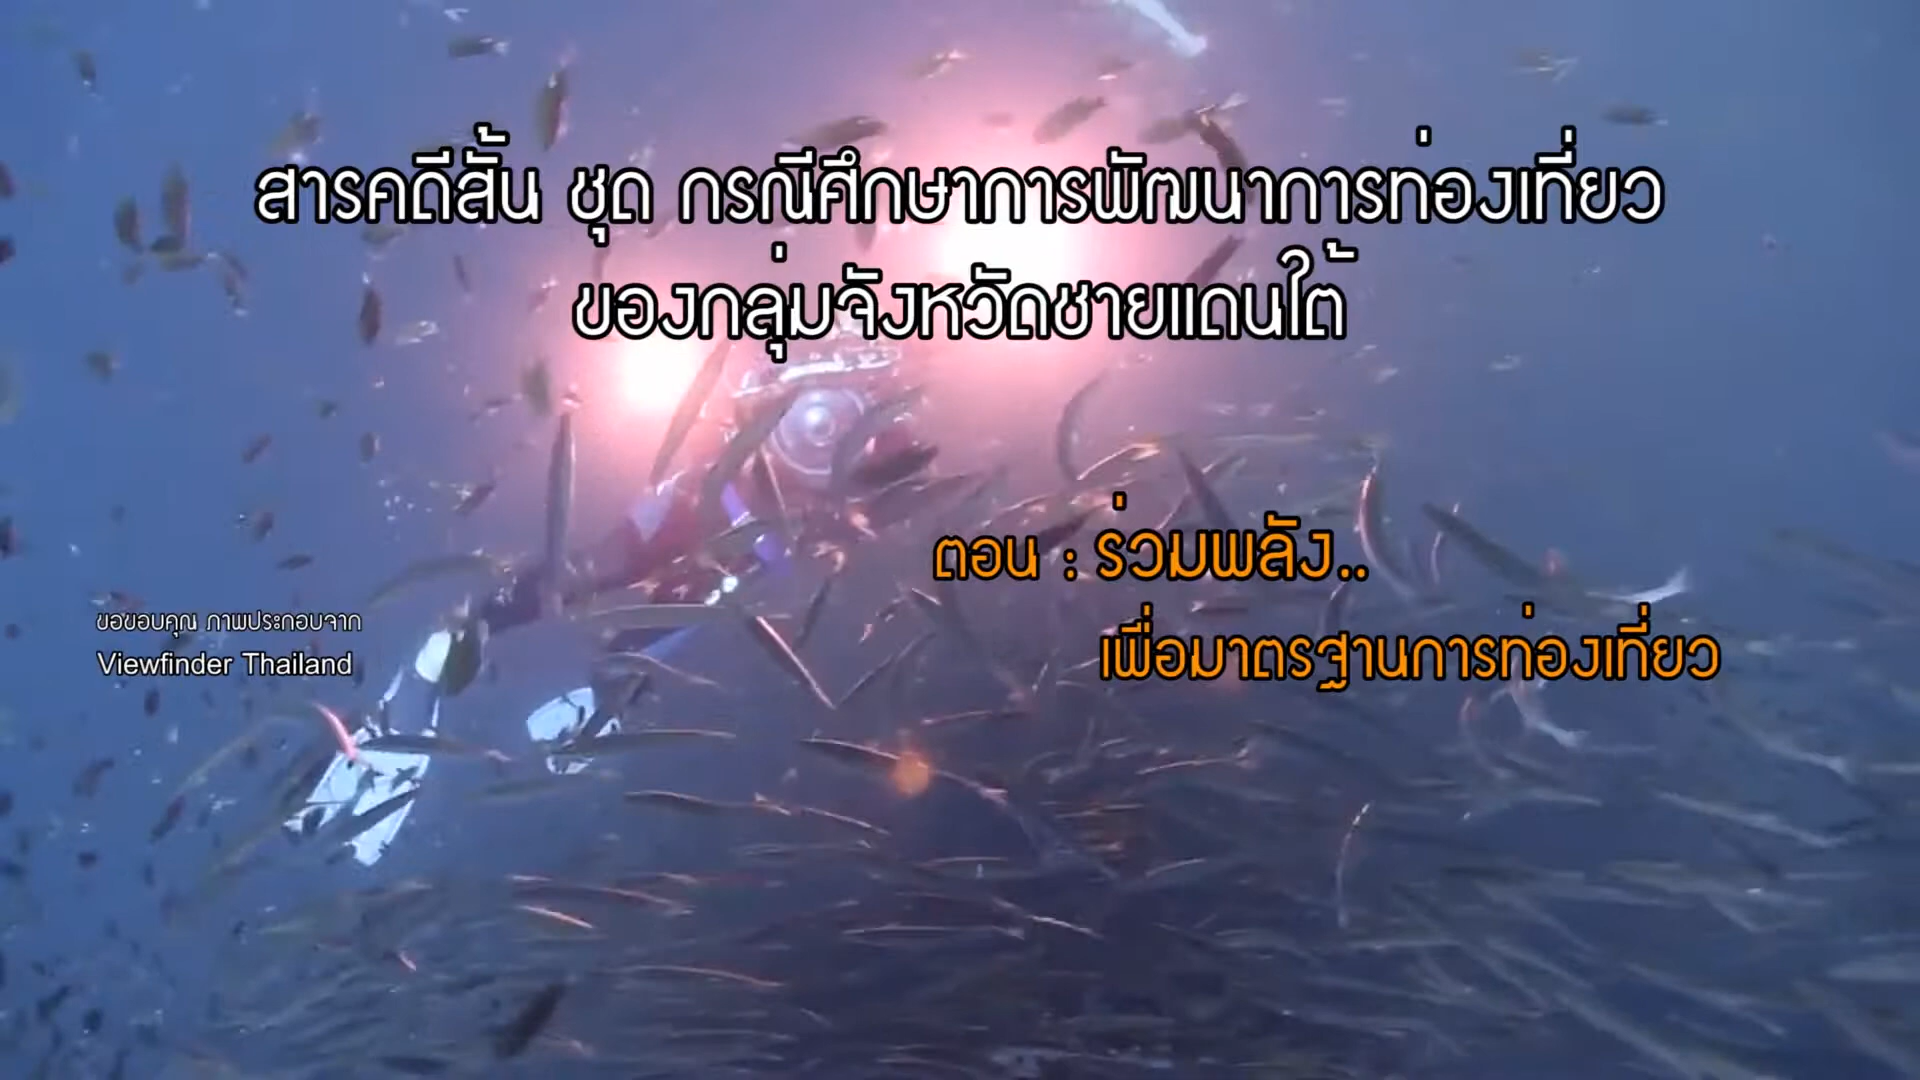 สารคดีสั้น ชุด กรณีศึกษาการพัฒนาการท่องเที่ยว
ของกลุ่มจังหวัดชายแดนใต้
ตอน : ร่วมพลัง..
เพื่อมาตรฐานการท่องเที่ยว
ขอขอบคุณ ภาพประกอบจาก
Viewfinder Thailand